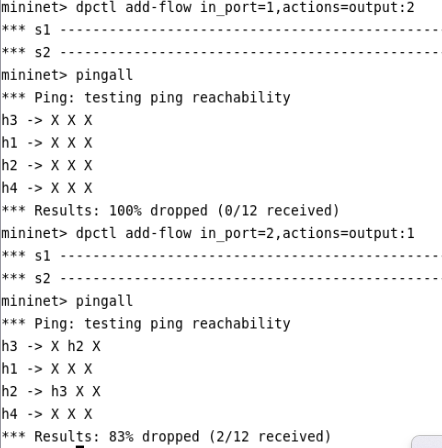 mininet> dpctl add-flow in_port=1,actions=output:2
*** s1 -----------------------------------------------
*** s2 -----------------------------------------------
mininet> pingall
*** Ping: testing ping reachability
h3 -> X X X
h1 -> X X X
h2 -> X X X
h4 -> X X X
*** Results: 100% dropped (0/12 received)
mininet> dpctl add-flow in_port=2,actions=output:1
*** s1 -----------------------------------------------
*** s2 -----------------------------------------------
mininet> pingall
*** Ping: testing ping reachability
h3 -> X h2 X
h1 -> X X X
h2 -> h3 X X
h4 -> X X X
*** Results: 83% dropped (2/12 received)